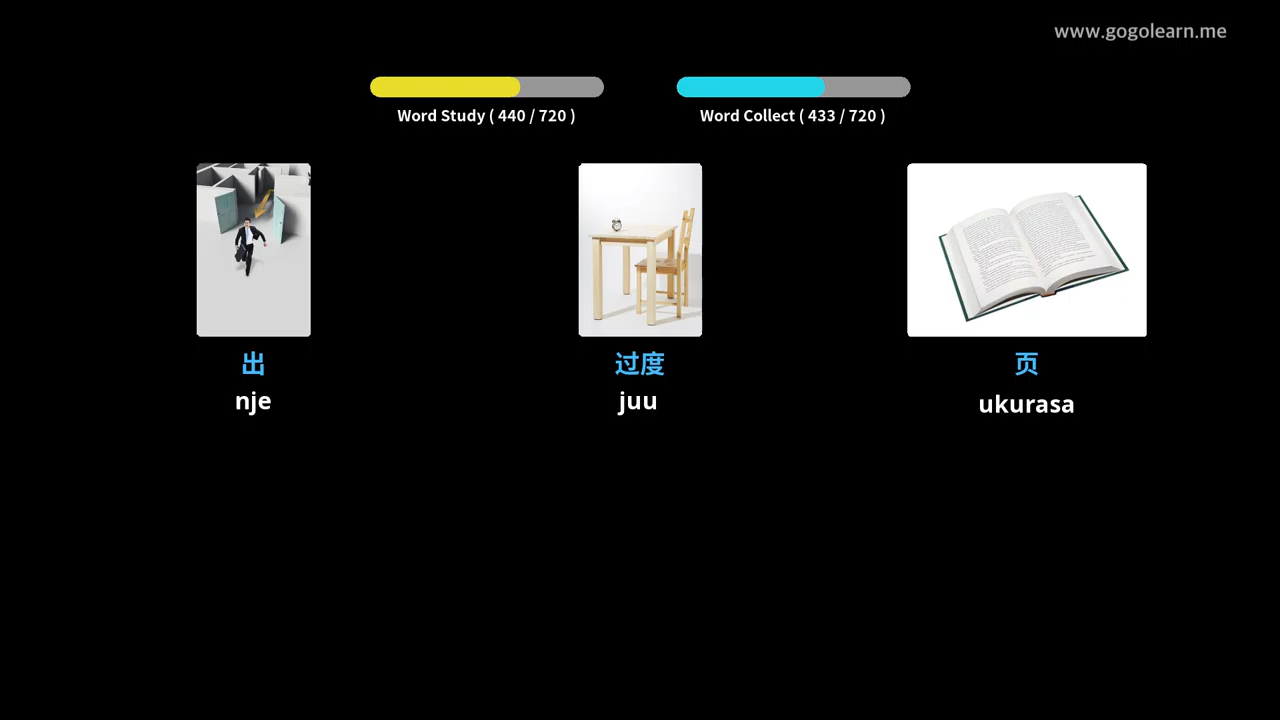 www.gogolearn.me
Word Study ( 440 / 720 )
Word Collect ( 433 / 720 )
出
过度
页
nje
juu
ukurasa